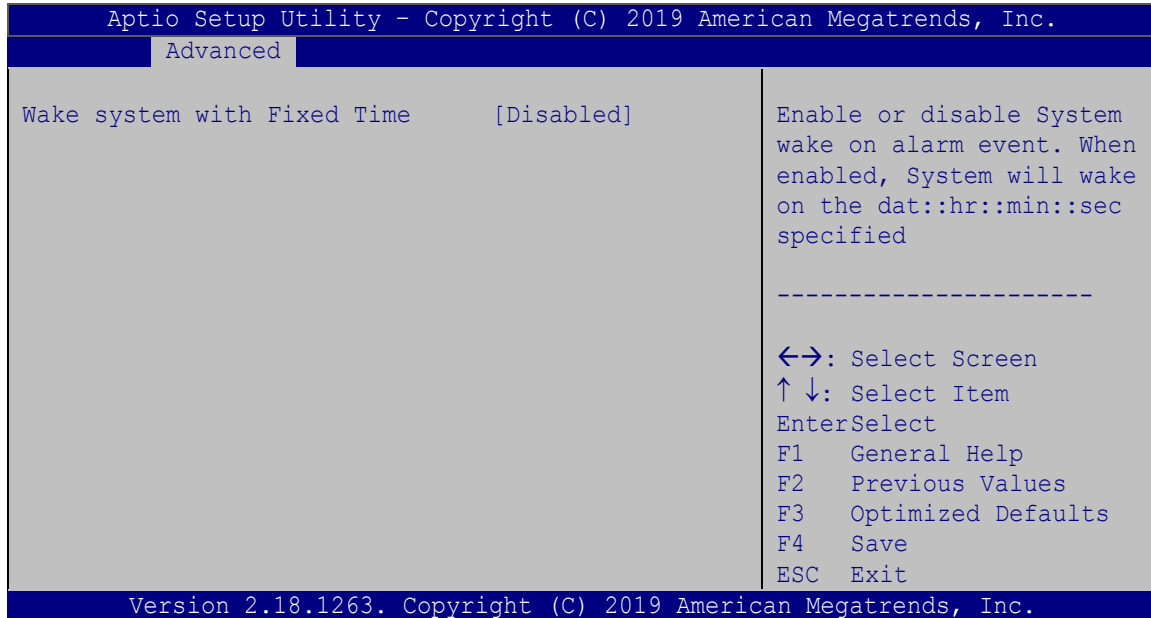 Aptio Setup Utility – Copyright (C) 2019 American Megatrends, Inc.
Advanced
Wake system with Fixed Time [Disabled]
Enable or disable System
wake on alarm event. When
enabled, System will wake
on the dat::hr::min::sec
specified
----------------------
←→: Select Screen
↑ ↓: Select Item
EnterSelect
F1 General Help
F2 Previous Values
F3 Optimized Defaults
F4 Save
ESC Exit
Version 2.18.1263. Copyright (C) 2019 American Megatrends, Inc.